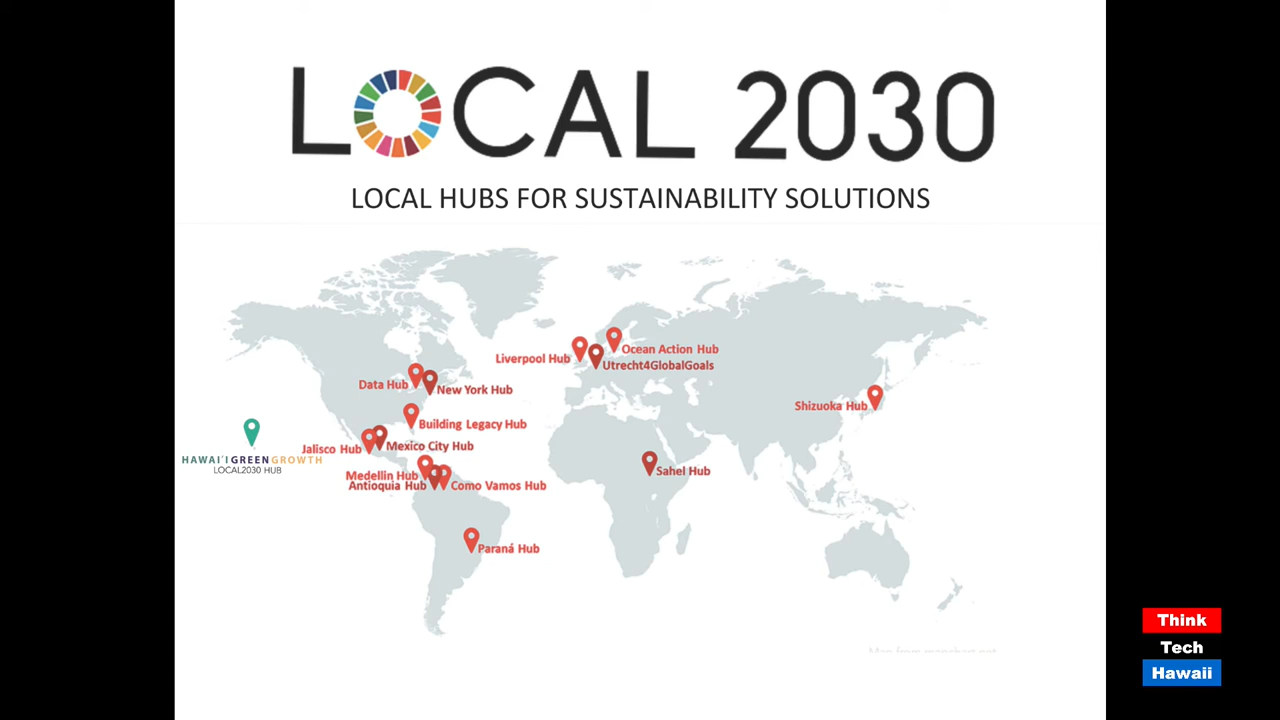 LOCAL 2030
LOCAL HUBS FOR SUSTAINABILITY SOLUTIONS
Ocean Action Hub
Liverpool Hub
Utrecht4GlobalGoals
Data Hub
New York Hub
Shizuoka Hub
Building Legacy Hub
Jalisco Hub
Mexico City Hub
HAWAI'I GREEN GROWTH
LOCAL2030 HUB
Sahel Hub
Medellin Hub
Antioquia Hub
Como Vamos Hub
Paraná Hub
Think
Tech
Hawaii